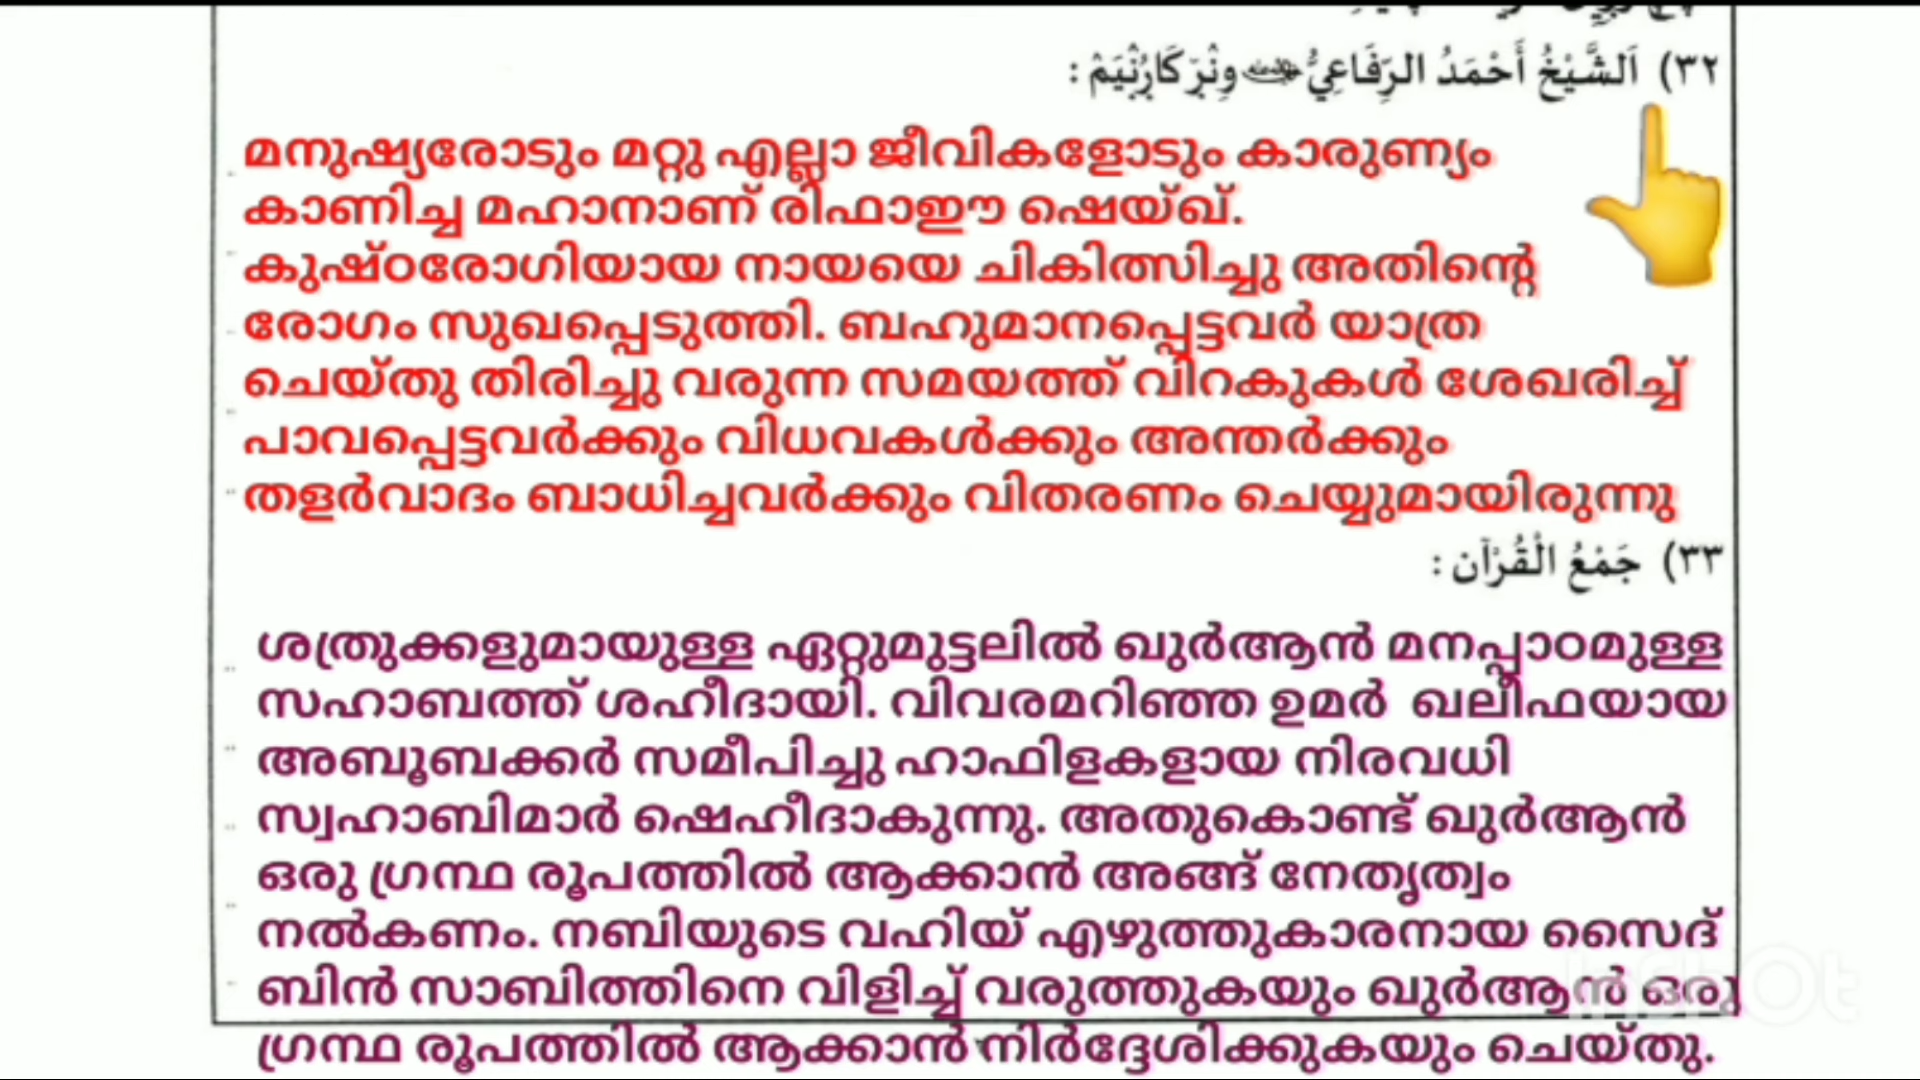 ٣٢) اَلشَّيْخُ أَحْمَدُ الرِّفَاعِيُّ
മനുഷ്യരോടും മറ്റു എല്ലാ ജീവികളോടും കാരുണ്യം
കാണിച്ച മഹാനാണ് രിഫാഈ ഷെയ്ഖ്.
കുഷ്ഠരോഗിയായ നായയെ ചികിത്സിച്ചു അതിന്റെ
രോഗം സുഖപ്പെടുത്തി. ബഹുമാനപ്പെട്ടവർ യാത്ര
ചെയ്തു തിരിച്ചു വരുന്ന സമയത്ത് വിറകുകൾ ശേഖരിച്ച്
പാവപ്പെട്ടവർക്കും വിധവകൾക്കും അന്തർക്കും
തളർവാദം ബാധിച്ചവർക്കും വിതരണം ചെയ്യുമായിരുന്നു
٣٣) جَمْعُ الْقُرْآن :
ശത്രുക്കളുമായുള്ള ഏറ്റുമുട്ടലിൽ ഖുർആൻ മനപ്പാഠമുള്ള
സഹാബത്ത് ശഹീദായി. വിവരമറിഞ്ഞ ഉമർ ഖലീഫയായ
അബൂബക്കർ സമീപിച്ചു ഹാഫിളകളായ നിരവധി
സ്വഹാബിമാർ ഷെഹീദാകുന്നു. അതുകൊണ്ട് ഖുർആൻ
ഒരു ഗ്രന്ഥ രൂപത്തിൽ ആക്കാൻ അങ്ങ് നേതൃത്വം
നൽകണം. നബിയുടെ വഹിയ് എഴുത്തുകാരനായ സൈദ്
ബിൻ സാബിത്തിനെ വിളിച്ച് വരുത്തുകയും ഖുർആൻ ഒരു
ഗ്രന്ഥ രൂപത്തിൽ ആക്കാൻ നിർദ്ദേശിക്കുകയും ചെയ്തു.
InShOt